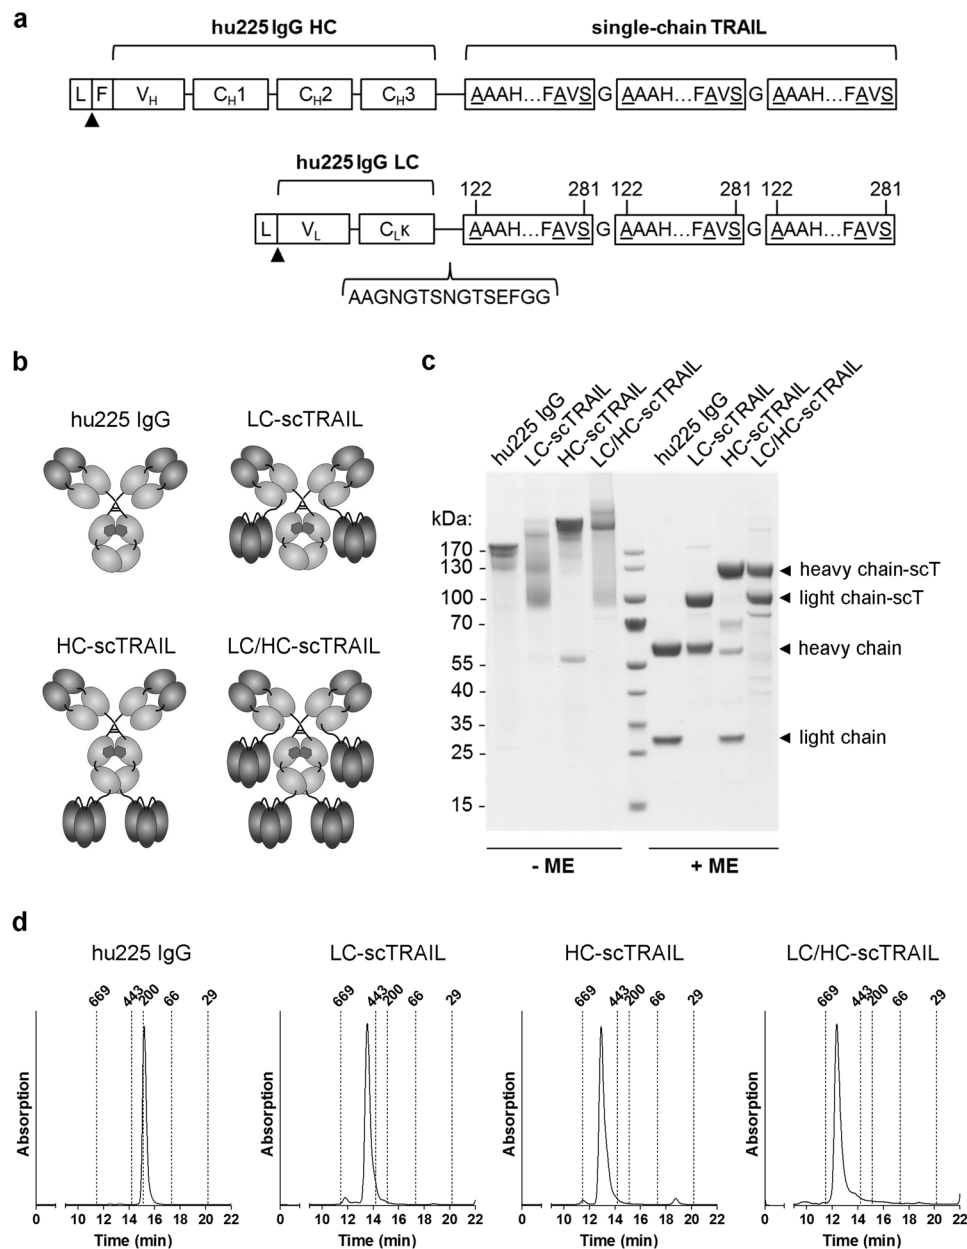 a
hu225 IgG HC single-chain TRAIL
L F V_H C_H1 C_H2 C_H3 AAAH...FAVS G AAAH...FAVS G AAAH...FAVS
hu225 IgG LC
122 281 122 281 122 281
L V_L C_Lκ AAAH...FAVS G AAAH...FAVS G AAAH...FAVS
AAGNGTSNGTSEFGG
b
hu225 IgG LC-scTRAIL
HC-scTRAIL LC/HC-scTRAIL
c
hu225 IgG LC-scTRAIL HC-scTRAIL LC/HC-scTRAIL hu225 IgG LC-scTRAIL HC-scTRAIL LC/HC-scTRAIL
kDa:
170
130 heavy chain-scT
100 light chain-scT
70
heavy chain
55
40
35
light chain
25
15
- ME + ME
d
hu225 IgG LC-scTRAIL HC-scTRAIL LC/HC-scTRAIL
669 443 200 66 29 669 443 200 66 29 669 443 200 66 29 669 443 200 66 29
Absorption Absorption Absorption Absorption
0 10 12 14 16 18 20 22 0 10 12 14 16 18 20 22 0 10 12 14 16 18 20 22 0 10 12 14 16 18 20 22
Time (min) Time (min) Time (min) Time (min)